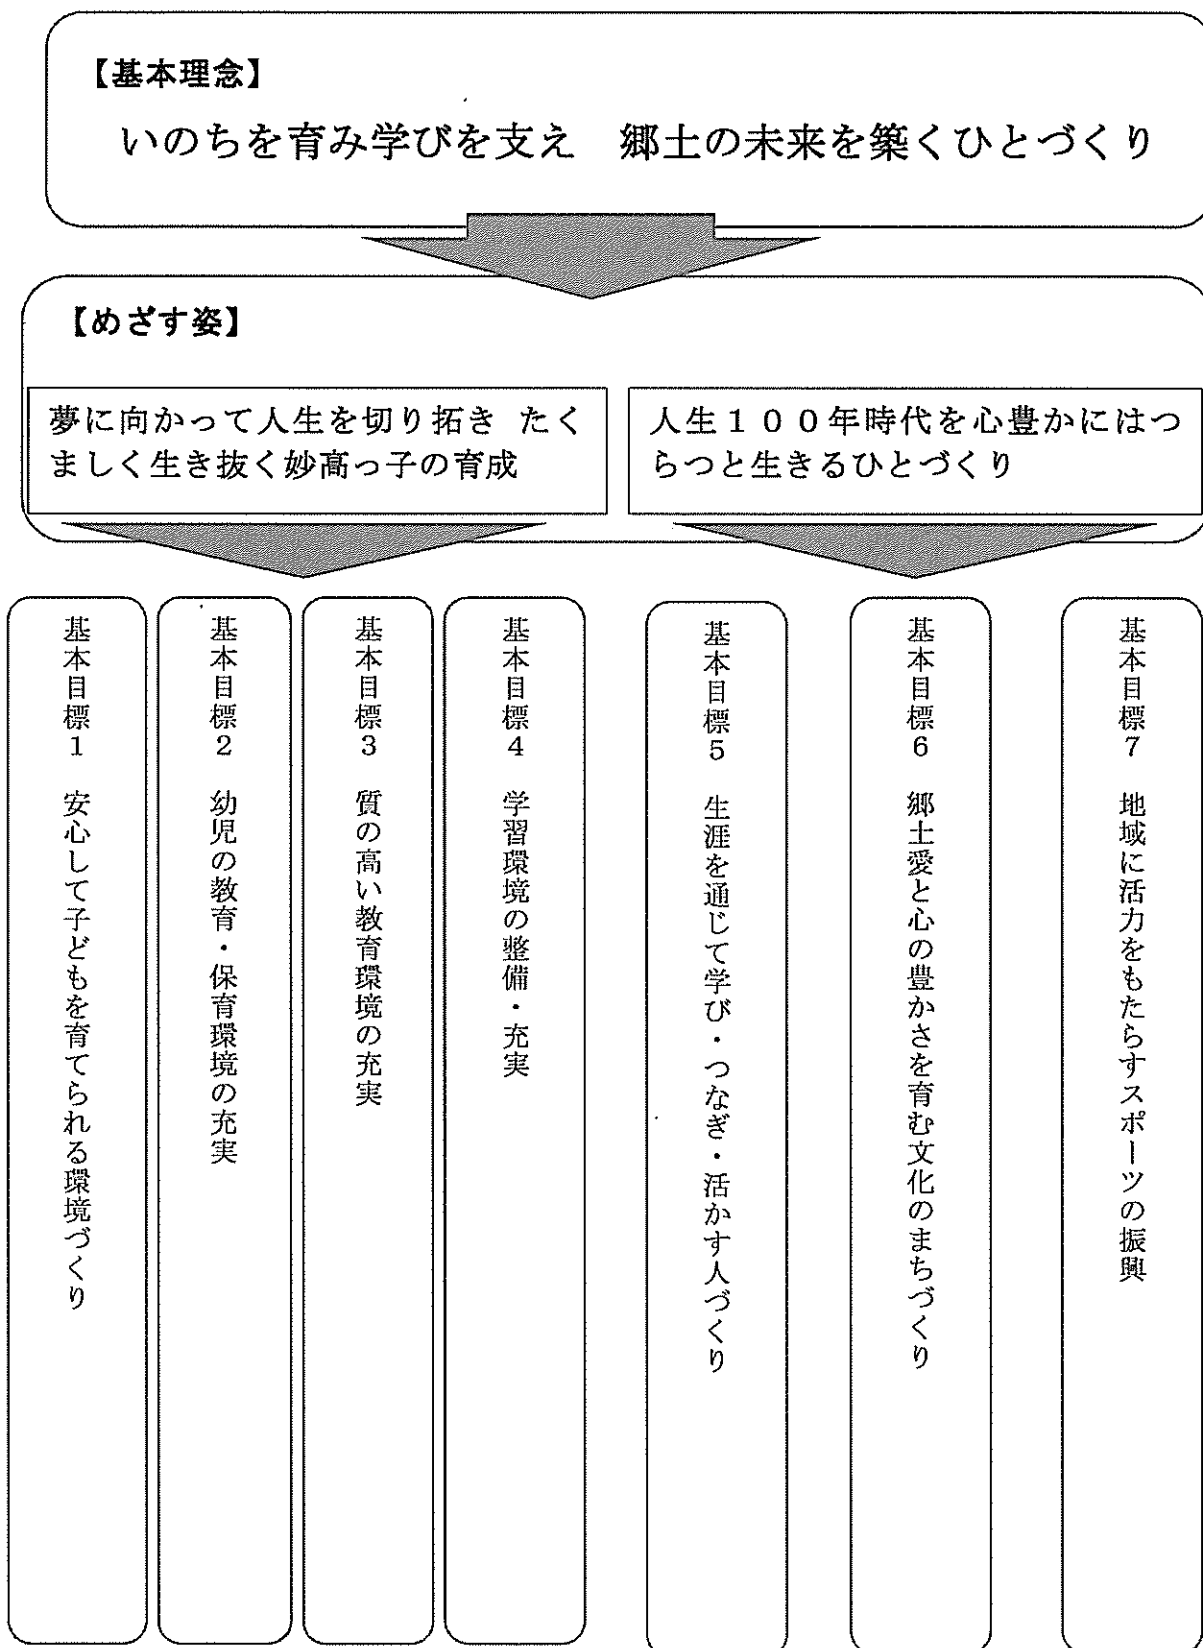 【基本理念】
いのちを育み学びを支え　郷土の未来を築くひとづくり
【めざす姿】
夢に向かって人生を切り拓き たく
ましく生き抜く妙高っ子の育成
人生１００年時代を心豊かにはつ
らつと生きるひとづくり
基本目標１　安心して子どもを育てられる環境づくり
基本目標２　幼児の教育・保育環境の充実
基本目標３　質の高い教育環境の充実
基本目標４　学習環境の整備・充実
基本目標５　生涯を通じて学び・つなぎ・活かす人づくり
基本目標６　郷土愛と心の豊かさを育む文化のまちづくり
基本目標７　地域に活力をもたらすスポーツの振興